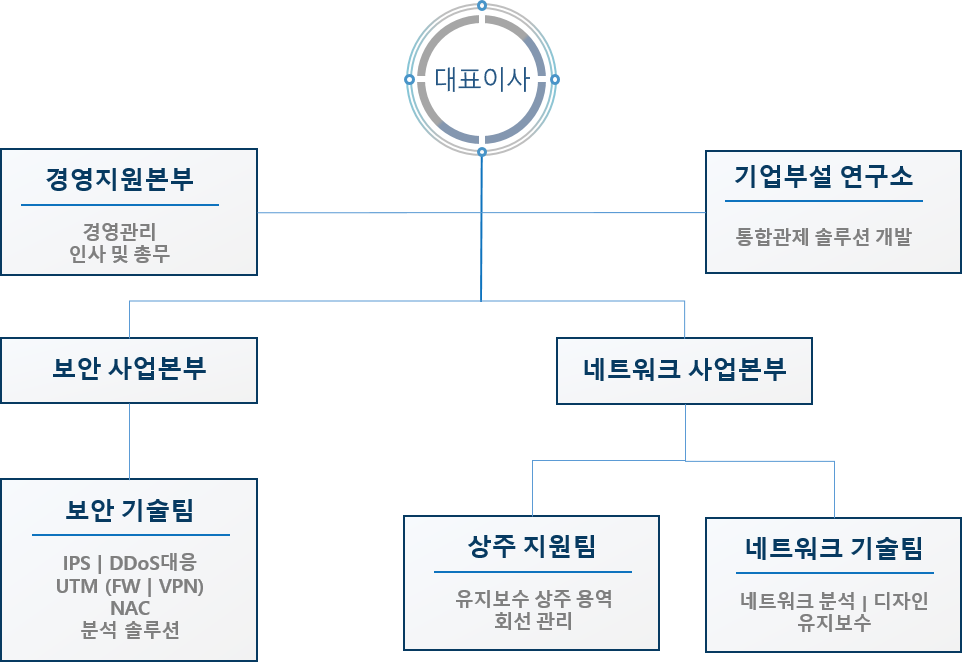 대표이사
경영지원본부
경영관리
인사 및 총무
기업부설 연구소
통합관제 솔루션 개발
보안 사업본부
네트워크 사업본부
보안 기술팀
IPS | DDoS대응
UTM (FW | VPN)
NAC
분석 솔루션
상주 지원팀
유지보수 상주 용역
회선 관리
네트워크 기술팀
네트워크 분석 | 디자인
유지보수